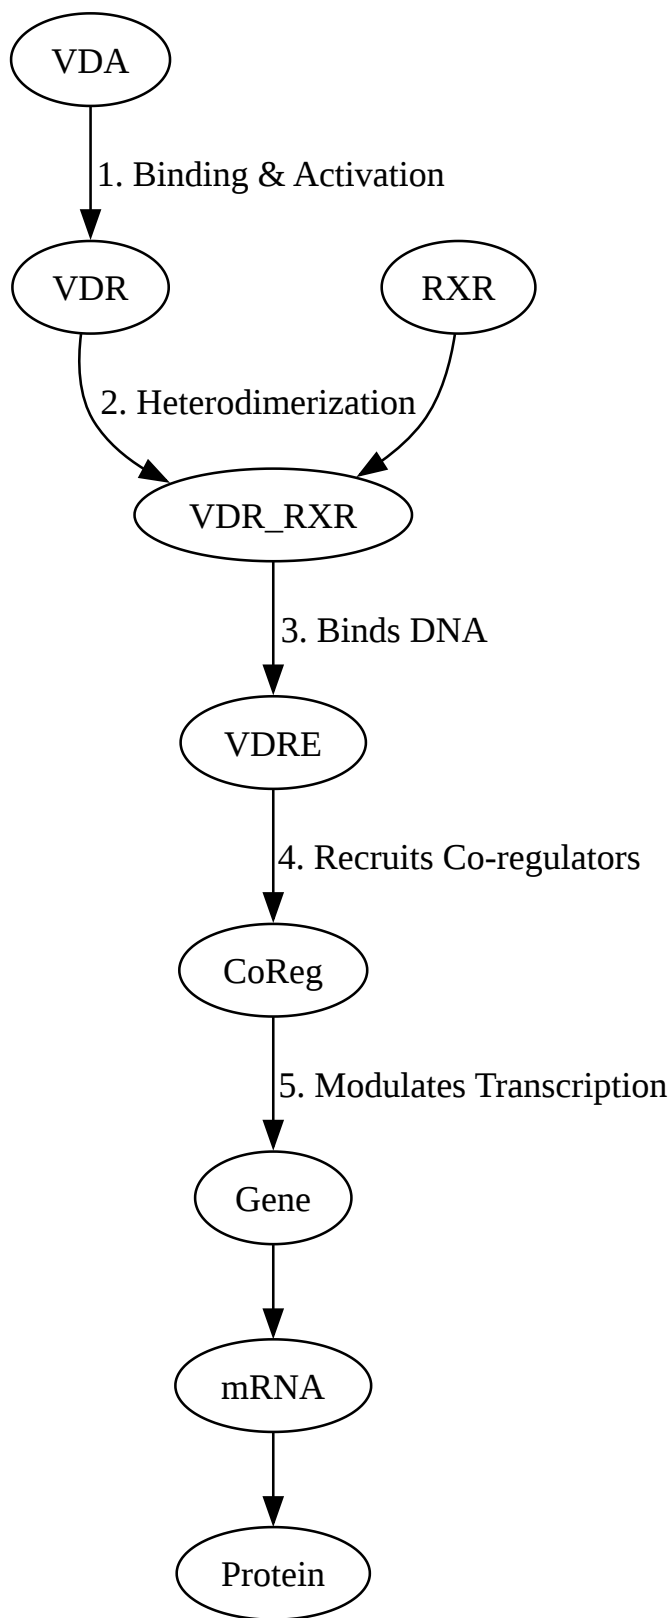 VDA
1. Binding & Activation
VDR
RXR
2. Heterodimerization
VDR_RXR
3. Binds DNA
VDRE
4. Recruits Co-regulators
CoReg
5. Modulates Transcription
Gene
mRNA
Protein